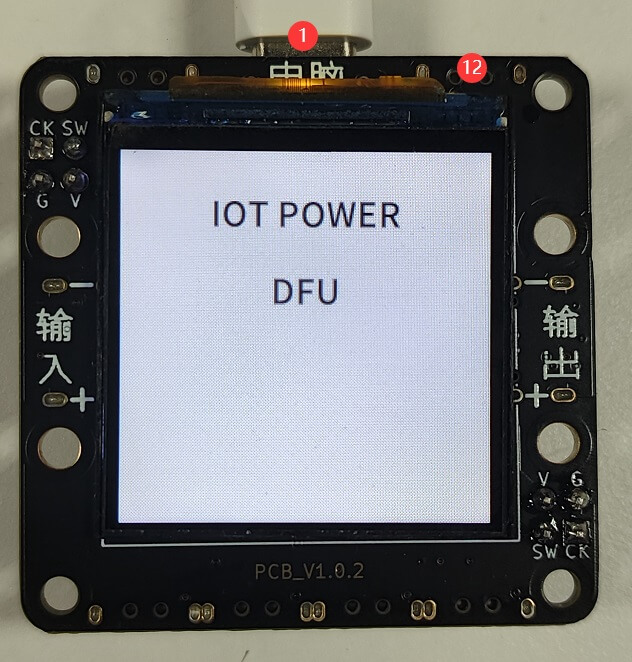 1
12
电脑
CK SW
G V
IOT POWER
DFU
输入
输出
V G
SW CK
PCB_V1.0.2